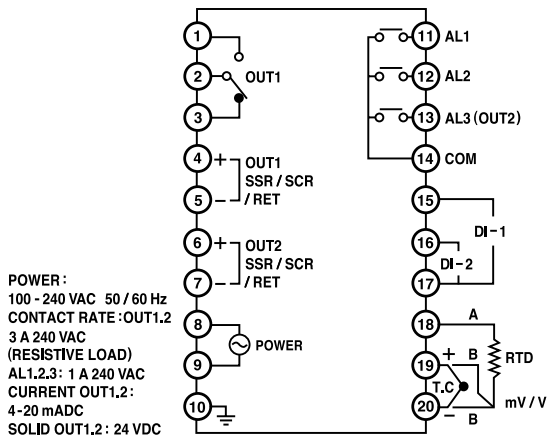 1
2
3
OUT1
4
+
5
-
OUT1
SSR / SCR
/ RET
6
+
7
-
OUT2
SSR / SCR
/ RET
8
9
POWER
10
11 AL1
12 AL2
13 AL3 (OUT2)
14 COM
15
16
17
DI-1
DI-2
18 A
19 + B
20 - B
T.C
RTD
mV / V
POWER :
100 - 240 VAC 50 / 60 Hz
CONTACT RATE :OUT1.2
3 A 240 VAC
(RESISTIVE LOAD)
AL1.2.3: 1 A 240 VAC
CURRENT OUT1.2:
4-20 mADC
SOLID OUT1.2: 24 VDC